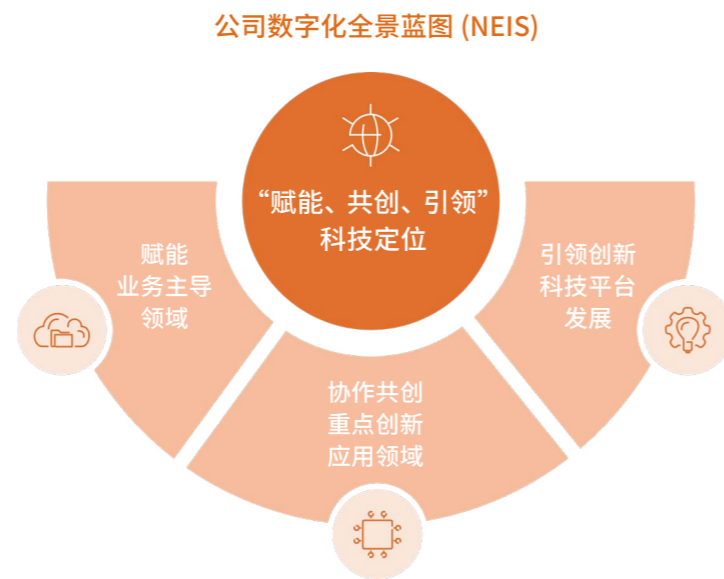 公司数字化全景蓝图 (NEIS)
“赋能、共创、引领”
科技定位
赋能
业务主导
领域
协作共创
重点创新
应用领域
引领创新
科技平台
发展